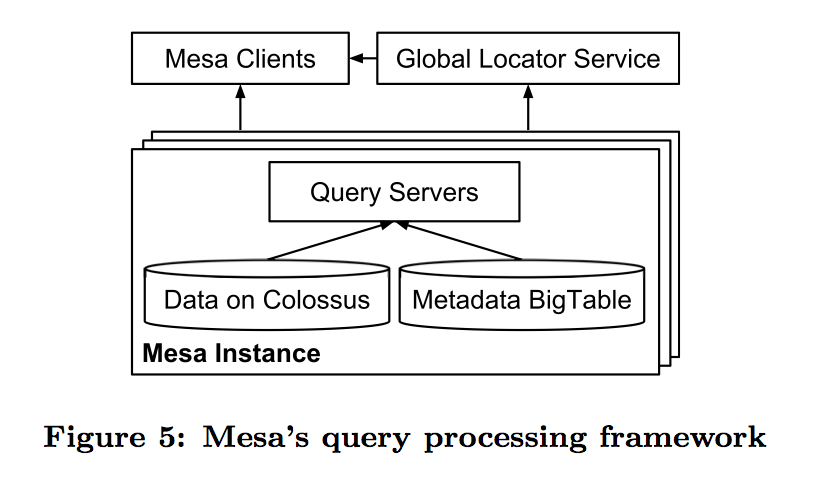 Mesa Clients
Global Locator Service
Query Servers
Data on Colossus
Metadata BigTable
Mesa Instance
Figure 5: Mesa's query processing framework